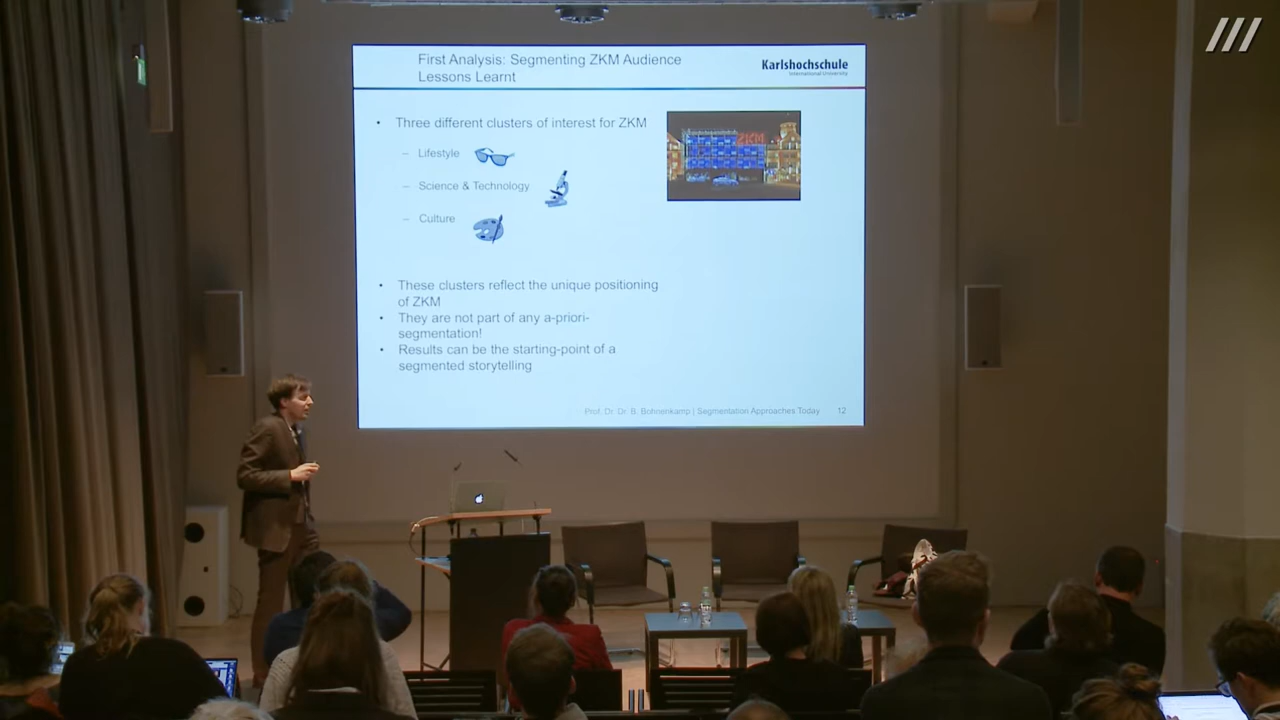 First Analysis: Segmenting ZKM Audience
Lessons Learnt
Karlshochschule
International University
• Three different clusters of interest for ZKM
– Lifestyle
– Science & Technology
– Culture
• These clusters reflect the unique positioning
of ZKM
• They are not part of any a-priori-
segmentation!
• Results can be the starting-point of a
segmented storytelling
Prof. Dr. Dr. B. Bohnenkamp | Segmentation Approaches Today 12